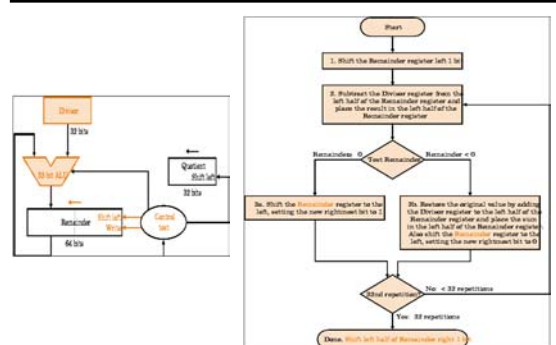 Divisor
32 bits
32-bit ALU
Quotient
Shift left
32 bits
Remainder
Shift left
Write
Control
test
64 bits
Start
1. Shift the Remainder register left 1 bit
2. Subtract the Divisor register from the
left half of the Remainder register and
place the result in the left half of the
Remainder register
Remainder≥ 0
Test Remainder
Remainder < 0
3a. Shift the Remainder register to the
left, setting the new rightmost bit to 1
3b. Restore the original value by adding
the Divisor register to the left half of the
Remainder register and place the sum
in the left half of the Remainder register.
Also shift the Remainder register to the
left, setting the new rightmost bit to 0
32nd repetition?
No: < 32 repetitions
Yes: 32 repetitions
Done. Shift left half of Remainder right 1 bit